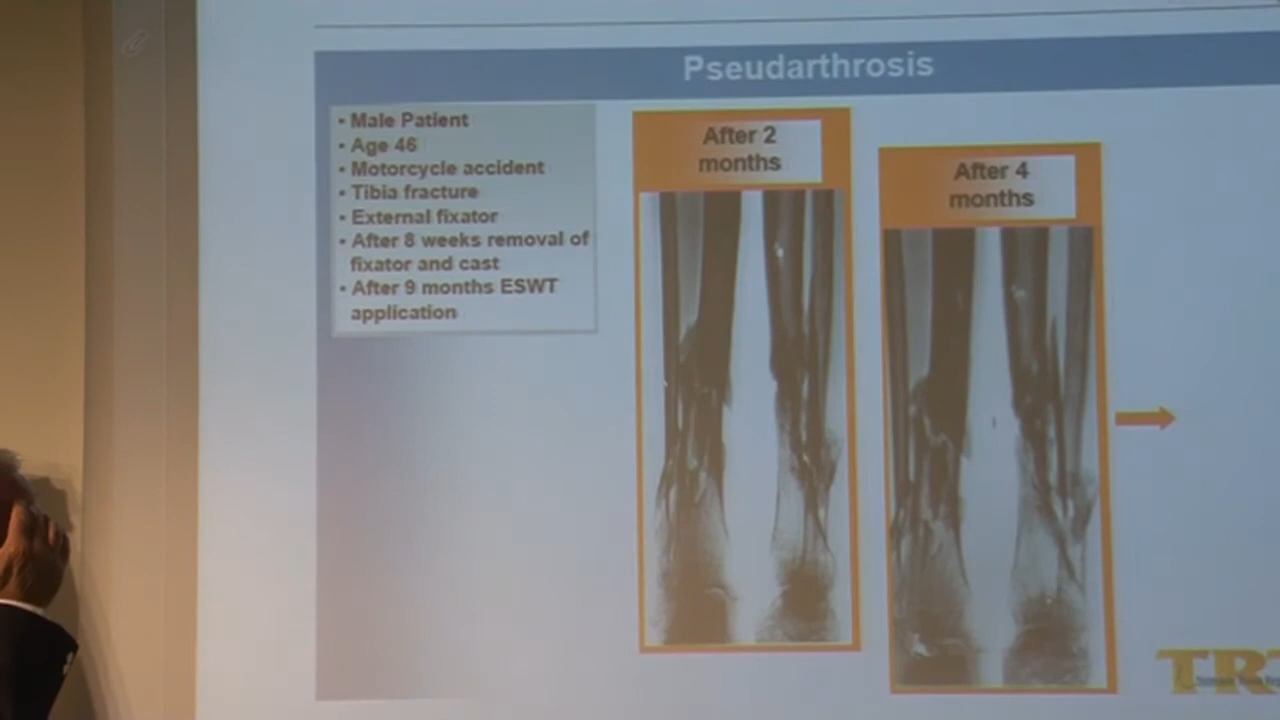 Pseudarthrosis
• Male Patient
• Age 46
• Motorcycle accident
• Tibia fracture
• External fixator
• After 8 weeks removal of
fixator and cast
• After 9 months ESWT
application
After 2
months
After 4
months
TRT